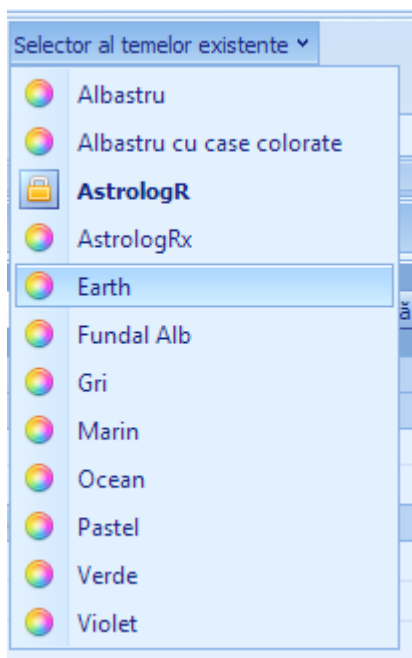 Selector al temelor existente
Albastru
Albastru cu case colorate
AstrologR
AstrologRx
Earth
ă
Fundal Alb
Gri
Marin
Ocean
Pastel
Verde
Violet